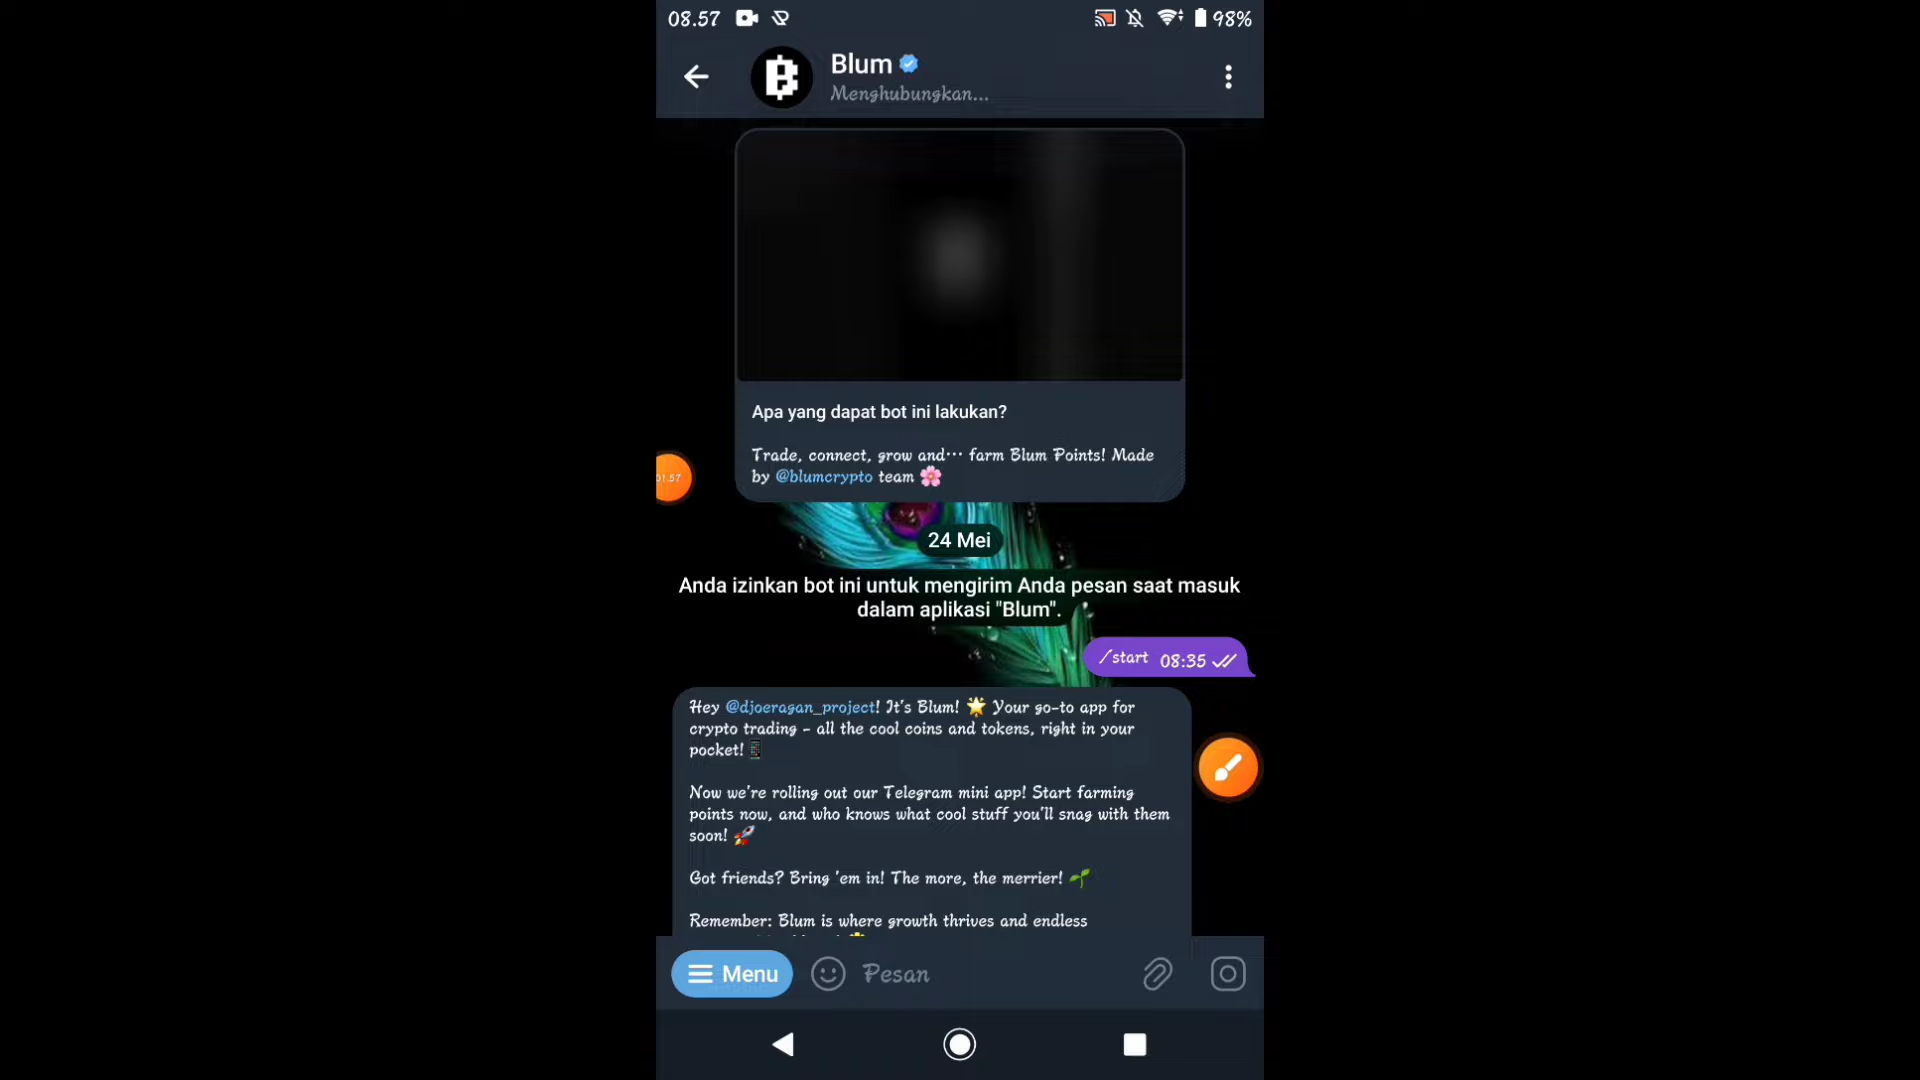 08.57
98%
Blum
Menghubungkan...
Apa yang dapat bot ini lakukan?
Trade, connect, grow and… farm Blum Points! Made
by @blumcrypto team 🌸
01:57
24 Mei
Anda izinkan bot ini untuk mengirim Anda pesan saat masuk
dalam aplikasi "Blum".
/start 08:35
Hey @djoeragan_project! It's Blum! 🌟 Your go-to app for
crypto trading - all the cool coins and tokens, right in your
pocket! 📱
Now we're rolling out our Telegram mini app! Start farming
points now, and who knows what cool stuff you'll snag with them
soon! 🚀
Got friends? Bring 'em in! The more, the merrier! 🌱
Remember: Blum is where growth thrives and endless
Menu
Pesan